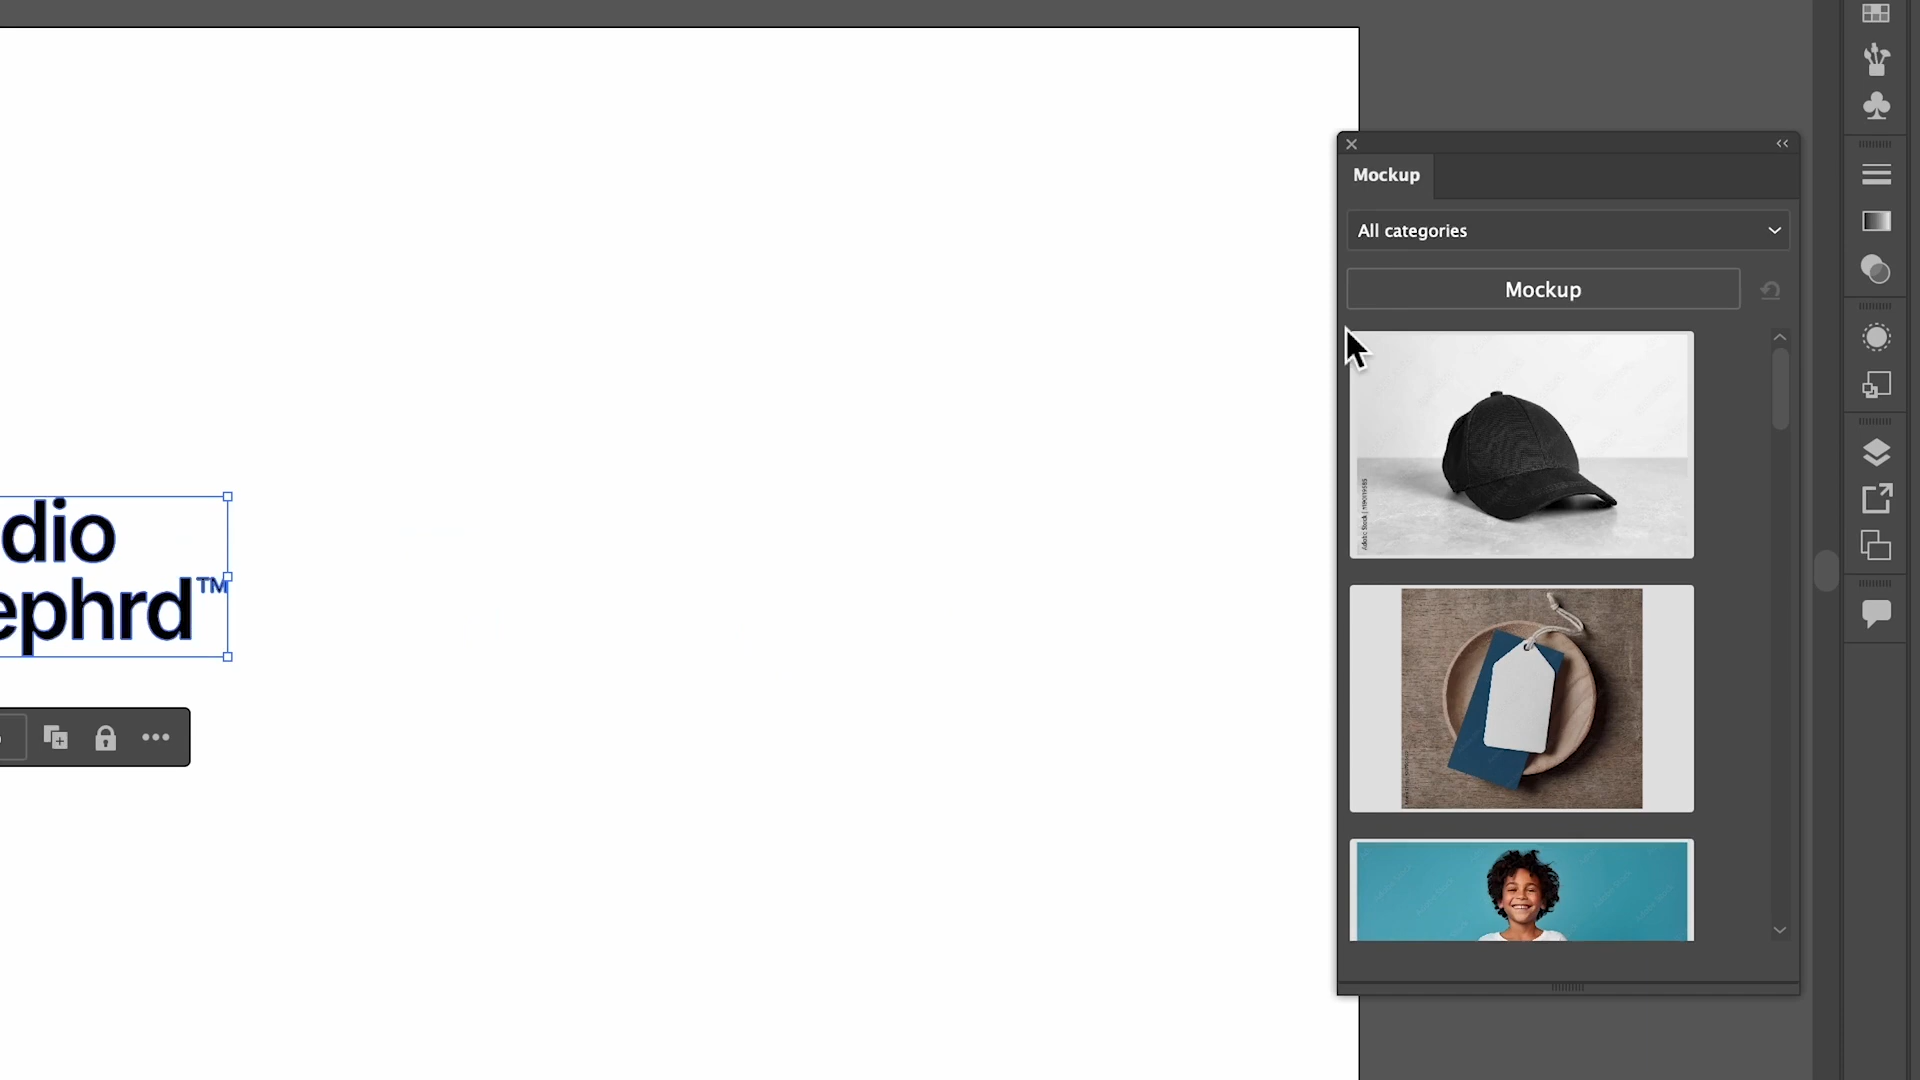 Mockup
All categories
Mockup
dio
ephrd™